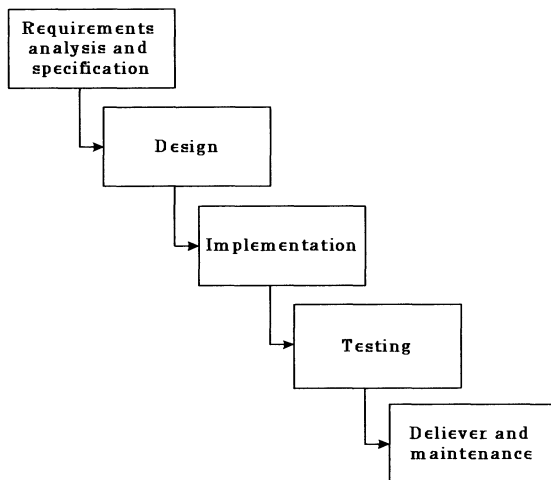 Requirements
analysis and
specification
Design
Implementation
Testing
Deliever and
maintenance